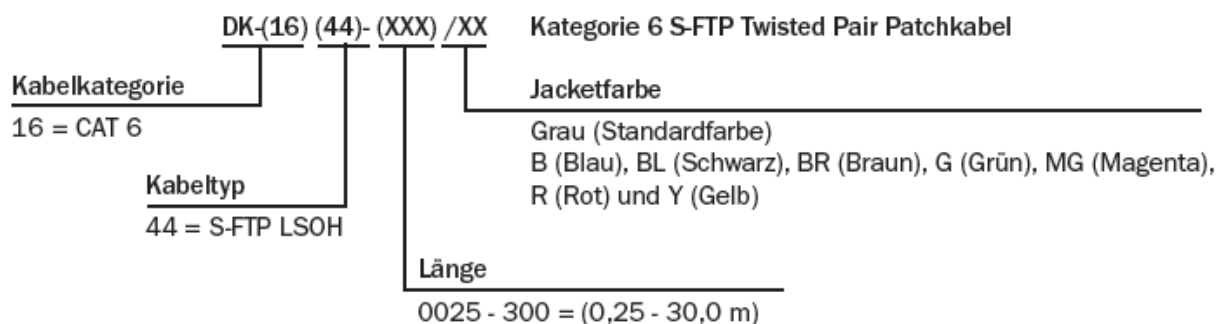 DK-(16) (44)- (XXX) /XX Kategorie 6 S-FTP Twisted Pair Patchkabel
Kabelkategorie
16 = CAT 6
Jacketfarbe
Grau (Standardfarbe)
B (Blau), BL (Schwarz), BR (Braun), G (Grün), MG (Magenta),
R (Rot) und Y (Gelb)
Kabeltyp
44 = S-FTP LSOH
Länge
0025 - 300 = (0,25 - 30,0 m)